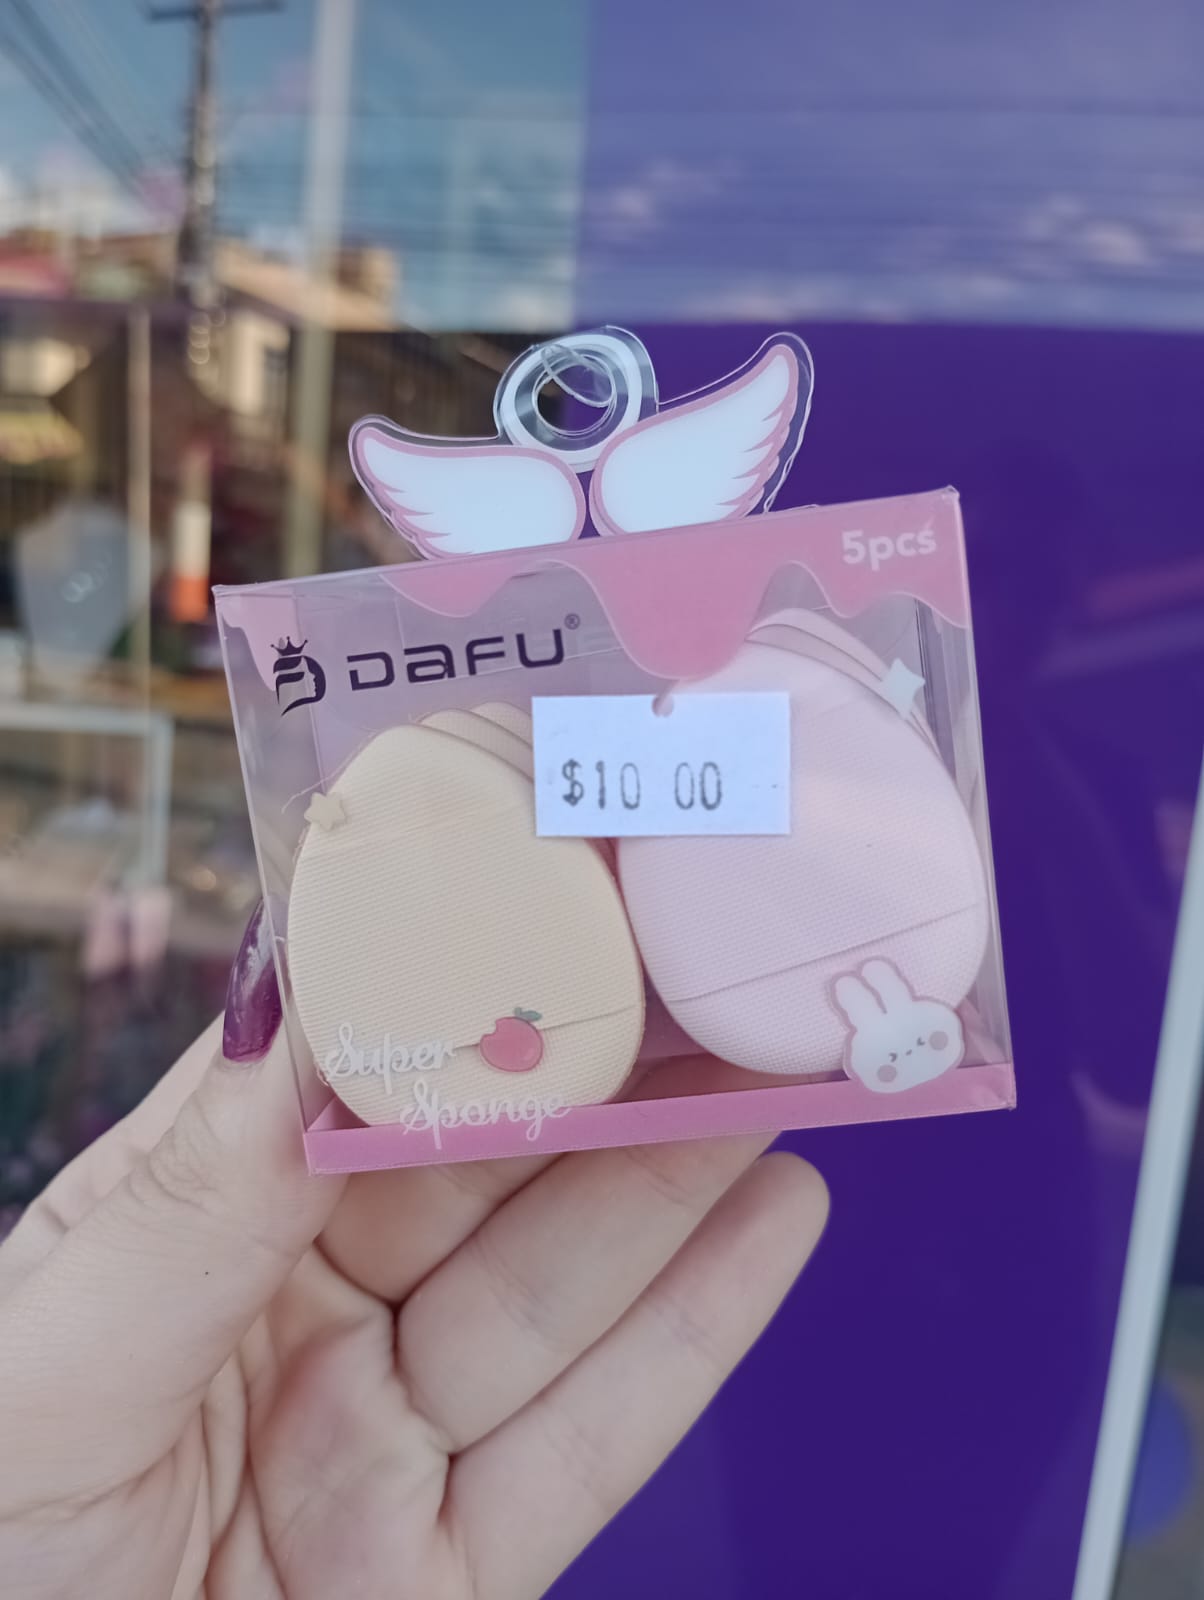 5pcs
DAFU®
$10 00
Super
Sponge